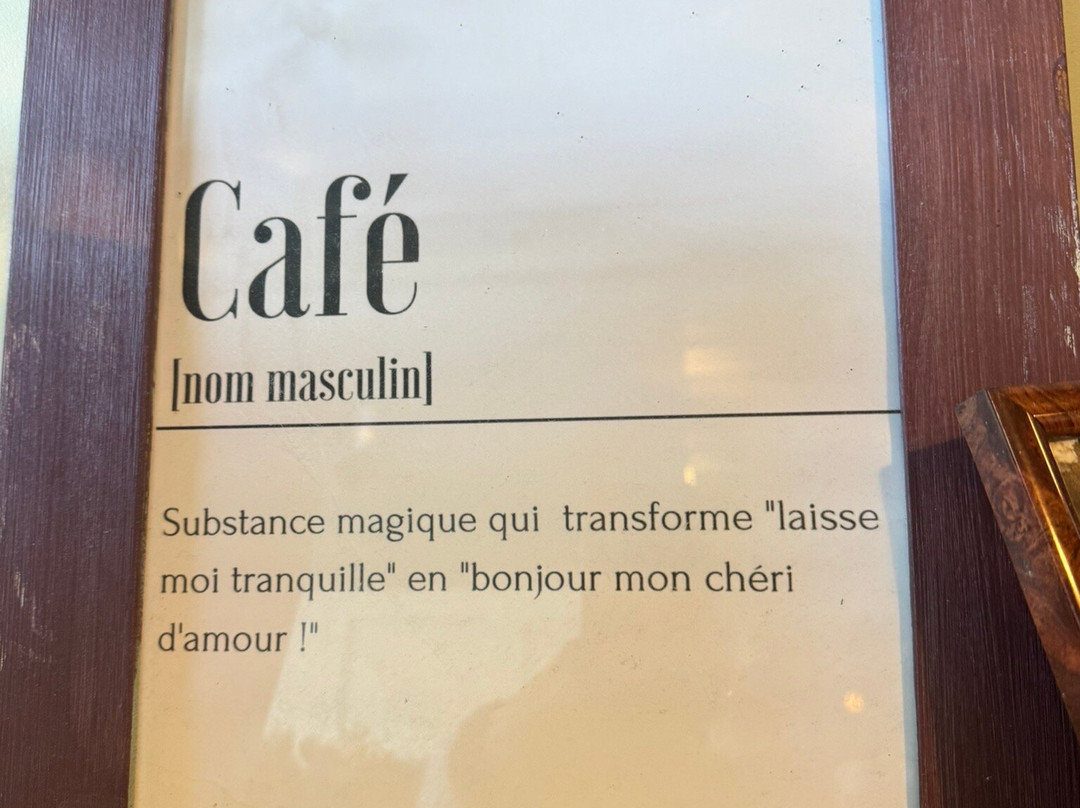 Café
[nom masculin]
Substance magique qui  transforme "laisse
moi tranquille" en "bonjour mon chéri
d'amour !"